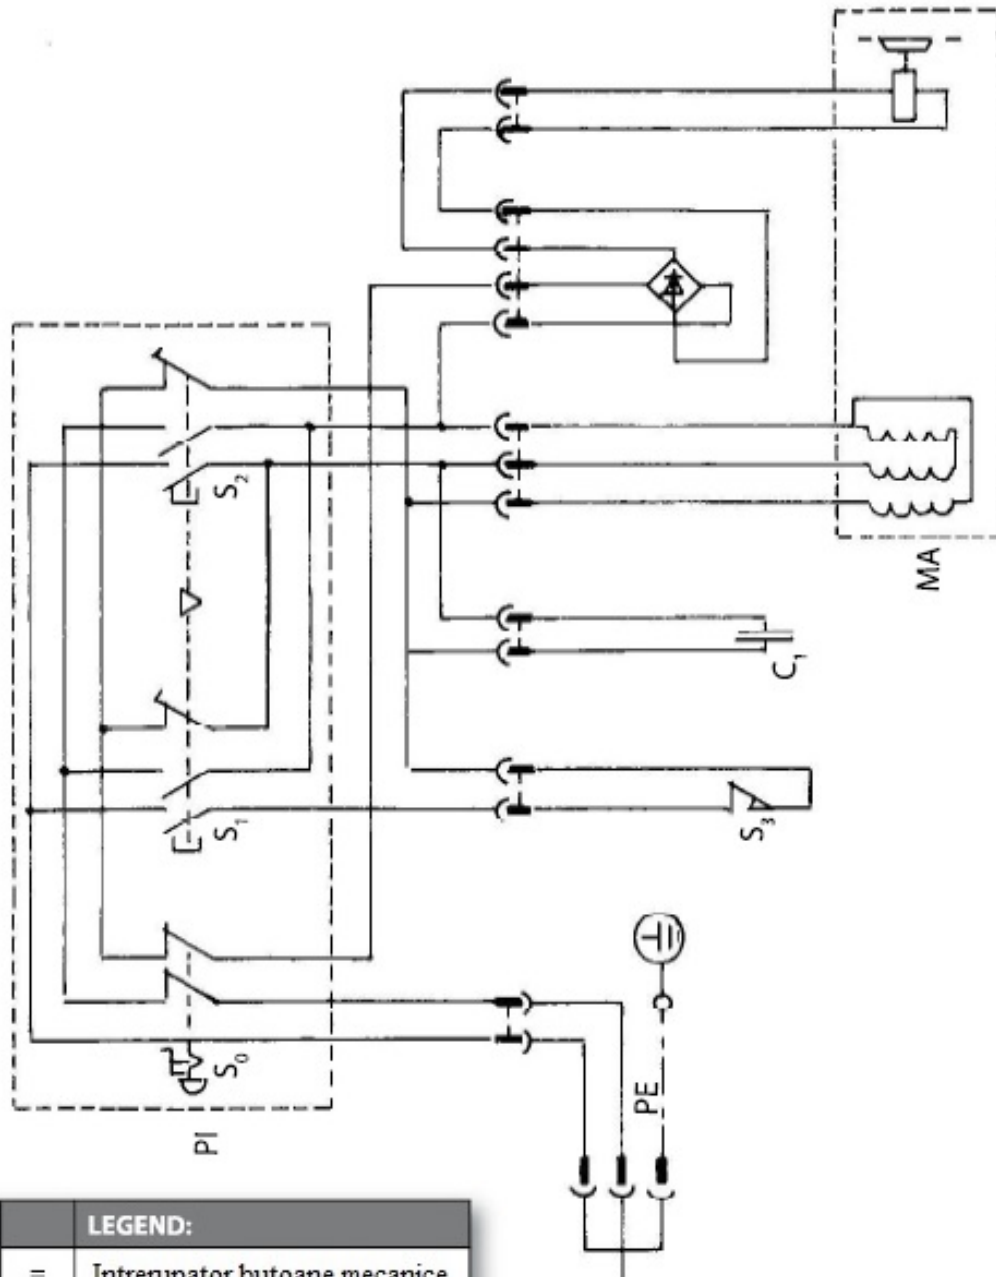 MA
S2
C1
S1
S3
S0
PE
PI
LEGEND:
= Intrerupator butoane mecanice